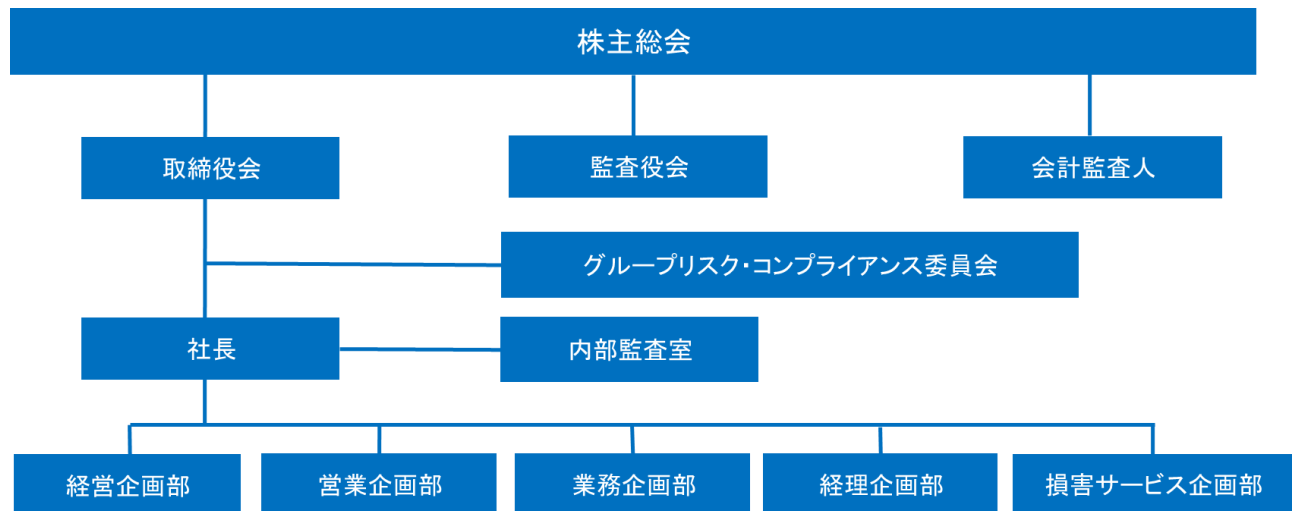 株主総会
取締役会
監査役会
会計監査人
グループリスク・コンプライアンス委員会
社長
内部監査室
経営企画部
営業企画部
業務企画部
経理企画部
損害サービス企画部